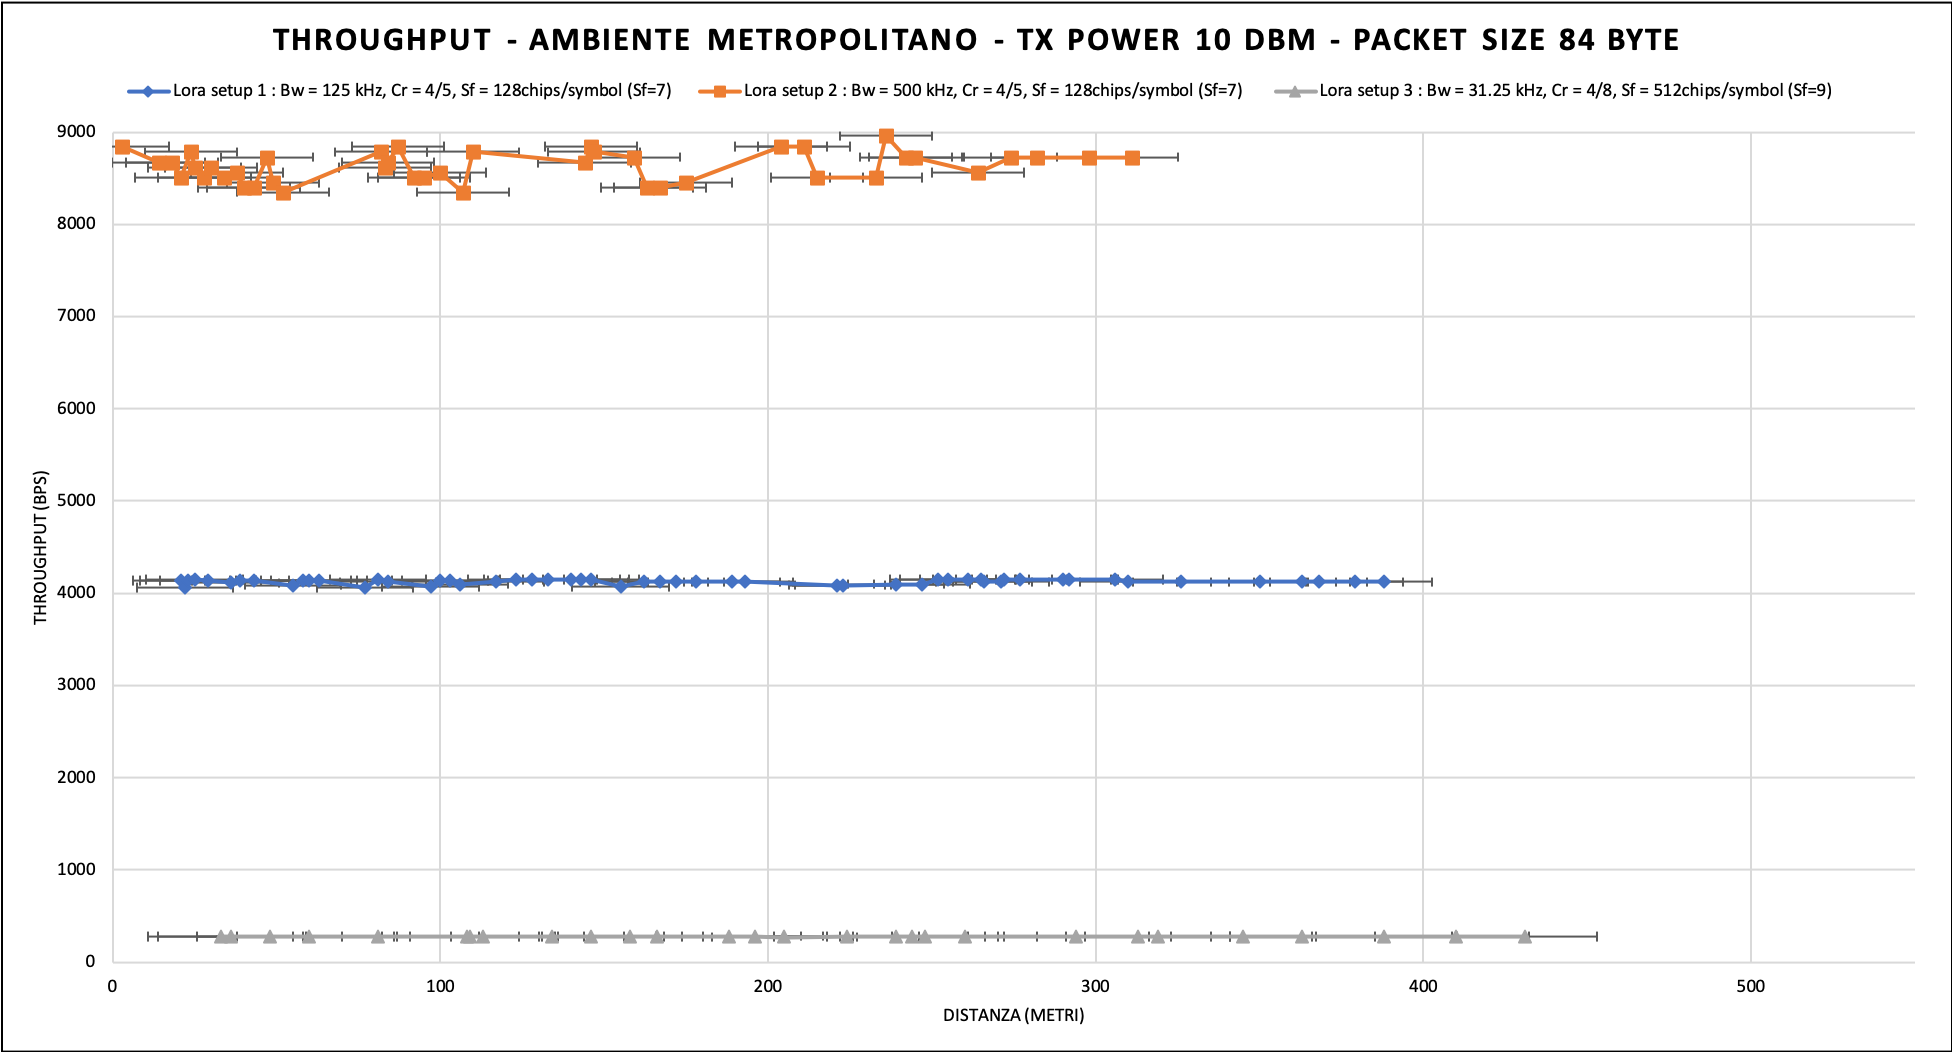 THROUGHPUT - AMBIENTE METROPOLITANO - TX POWER 10 DBM - PACKET SIZE 84 BYTE
Lora setup 1 : Bw = 125 kHz, Cr = 4/5, Sf = 128chips/symbol (Sf=7) Lora setup 2 : Bw = 500 kHz, Cr = 4/5, Sf = 128chips/symbol (Sf=7) Lora setup 3 : Bw = 31.25 kHz, Cr = 4/8, Sf = 512chips/symbol (Sf=9)
THROUGHPUT (BPS)
9000
8000
7000
6000
5000
4000
3000
2000
1000
0
0 100 200 300 400 500
DISTANZA (METRI)